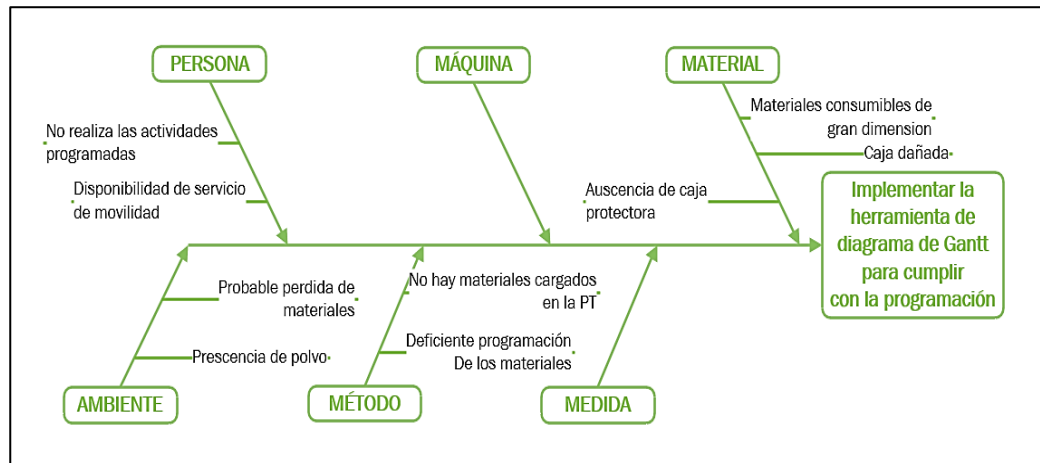 PERSONA
MÁQUINA
MATERIAL
No realiza las actividades
programadas
Disponibilidad de servicio
de movilidad
Materiales consumibles de
gran dimension
Caja dañada
Auscencia de caja
protectora
Implementar la
herramienta de
diagrama de Gantt
para cumplir
con la programación
Probable perdida de
materiales
Prescencia de polvo
No hay materiales cargados
en la PT
Deficiente programación
De los materiales
AMBIENTE
MÉTODO
MEDIDA